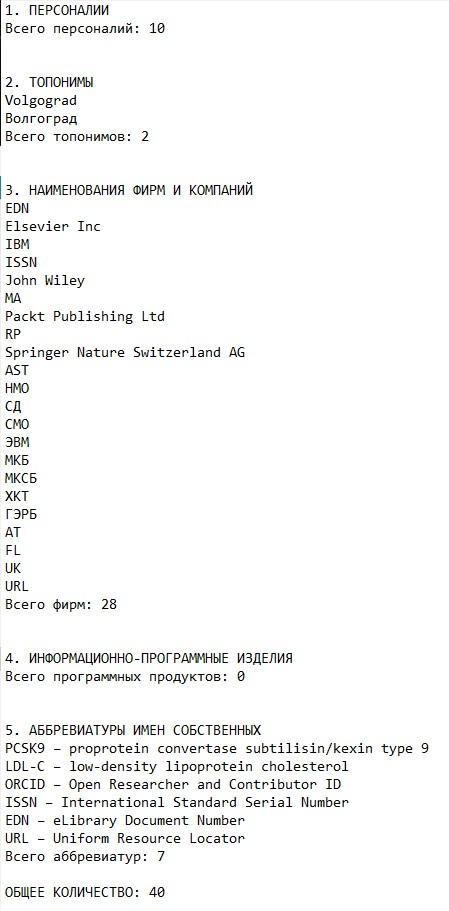 1. ПЕРСОНАЛИИ
Всего персоналий: 10
2. ТОПОНИМЫ
Volgograd
Волгоград
Всего топонимов: 2
3. НАИМЕНОВАНИЯ ФИРМ И КОМПАНИЙ
EDN
Elsevier Inc
IBM
ISSN
John Wiley
MA
Packt Publishing Ltd
RP
Springer Nature Switzerland AG
AST
НМО
СД
СМО
ЭВМ
МКБ
МКСБ
ХКТ
ГЭРБ
AT
FL
UK
URL
Всего фирм: 28
4. ИНФОРМАЦИОННО-ПРОГРАММНЫЕ ИЗДЕЛИЯ
Всего программных продуктов: 0
5. АББРЕВИАТУРЫ ИМЕН СОБСТВЕННЫХ
PCSK9 – proprotein convertase subtilisin/kexin type 9
LDL-C – low-density lipoprotein cholesterol
ORCID – Open Researcher and Contributor ID
ISSN – International Standard Serial Number
EDN – eLibrary Document Number
URL – Uniform Resource Locator
Всего аббревиатур: 7
ОБЩЕЕ КОЛИЧЕСТВО: 40